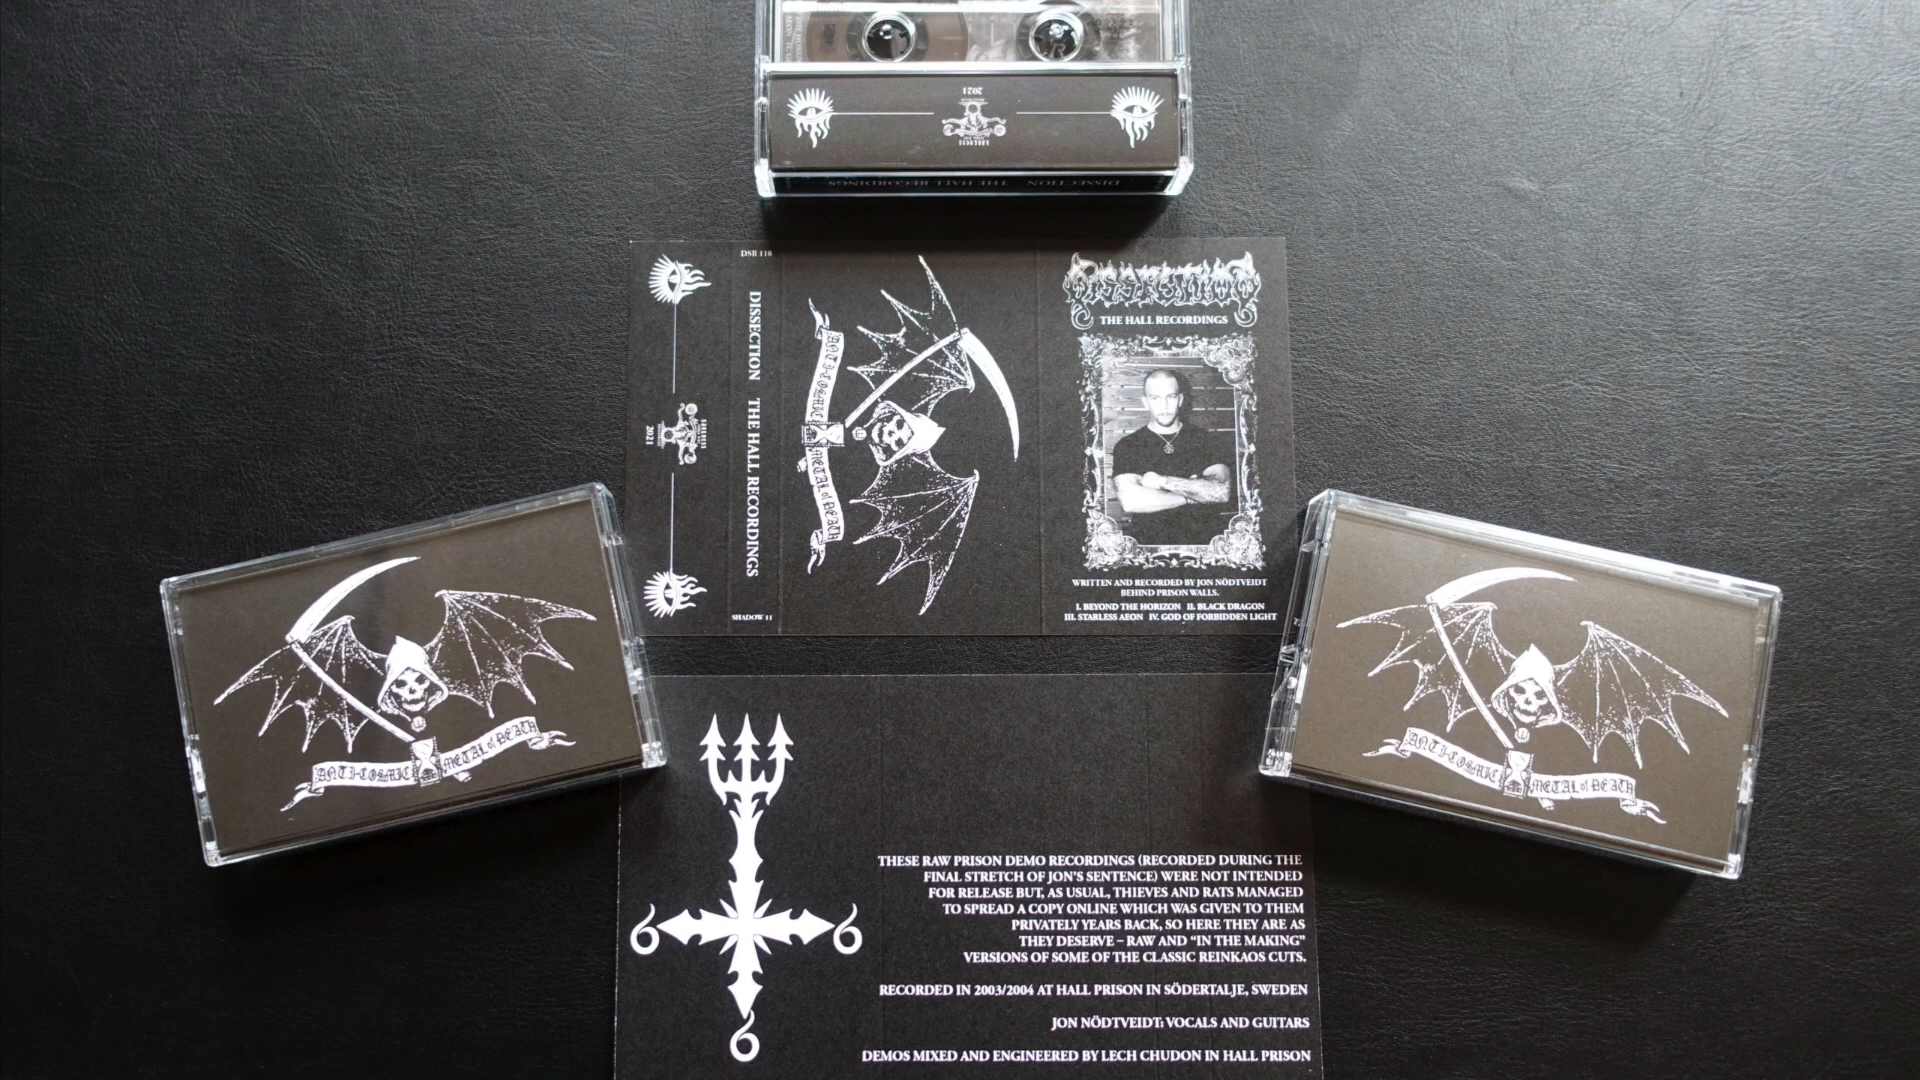 2021
DARKNESS
DISSECTION THE HALL RECORDINGS
DSR 118
DISSECTION THE HALL RECORDINGS
SHADOW 11
DARKNESS
2021
ANTI-COSMIC METAL of DEATH
DISSECTION
THE HALL RECORDINGS
WRITTEN AND RECORDED BY JON NÖDTVEIDT
BEHIND PRISON WALLS.
I. BEYOND THE HORIZON II. BLACK DRAGON
III. STARLESS AEON IV. GOD OF FORBIDDEN LIGHT
ANTI-COSMIC METAL of DEATH
ANTI-COSMIC METAL of DEATH
6 6
6
THESE RAW PRISON DEMO RECORDINGS (RECORDED DURING THE
FINAL STRETCH OF JON'S SENTENCE) WERE NOT INTENDED
FOR RELEASE BUT, AS USUAL, THIEVES AND RATS MANAGED
TO SPREAD A COPY ONLINE WHICH WAS GIVEN TO THEM
PRIVATELY YEARS BACK, SO HERE THEY ARE AS
THEY DESERVE – RAW AND "IN THE MAKING"
VERSIONS OF SOME OF THE CLASSIC REINKAOS CUTS.
RECORDED IN 2003/2004 AT HALL PRISON IN SÖDERTALJE, SWEDEN
JON NÖDTVEIDT: VOCALS AND GUITARS
DEMOS MIXED AND ENGINEERED BY LECH CHUDON IN HALL PRISON